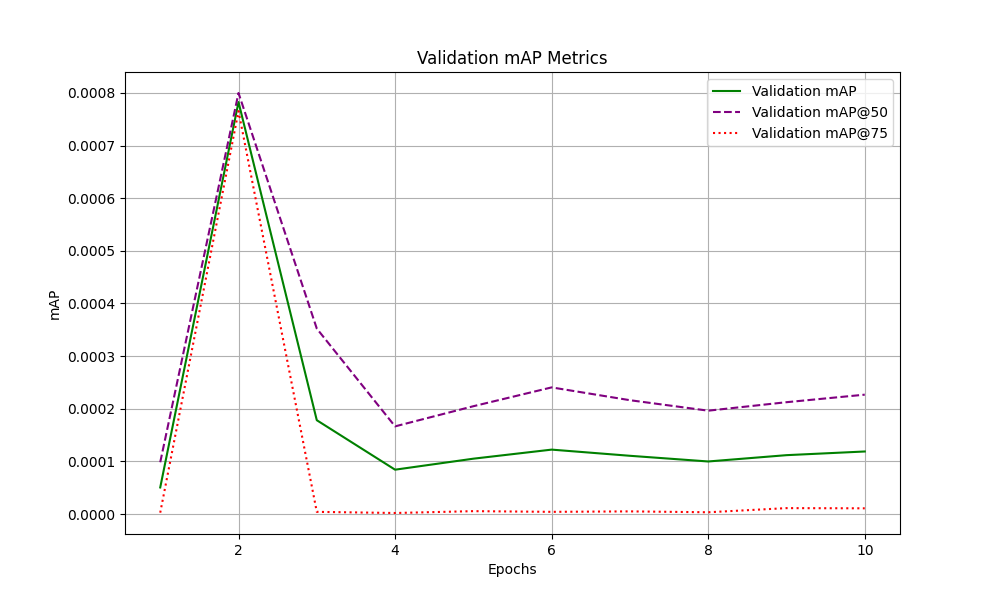 Validation mAP Metrics
Validation mAP
Validation mAP@50
Validation mAP@75
mAP
0.0008
0.0007
0.0006
0.0005
0.0004
0.0003
0.0002
0.0001
0.0000
2 4 6 8 10
Epochs